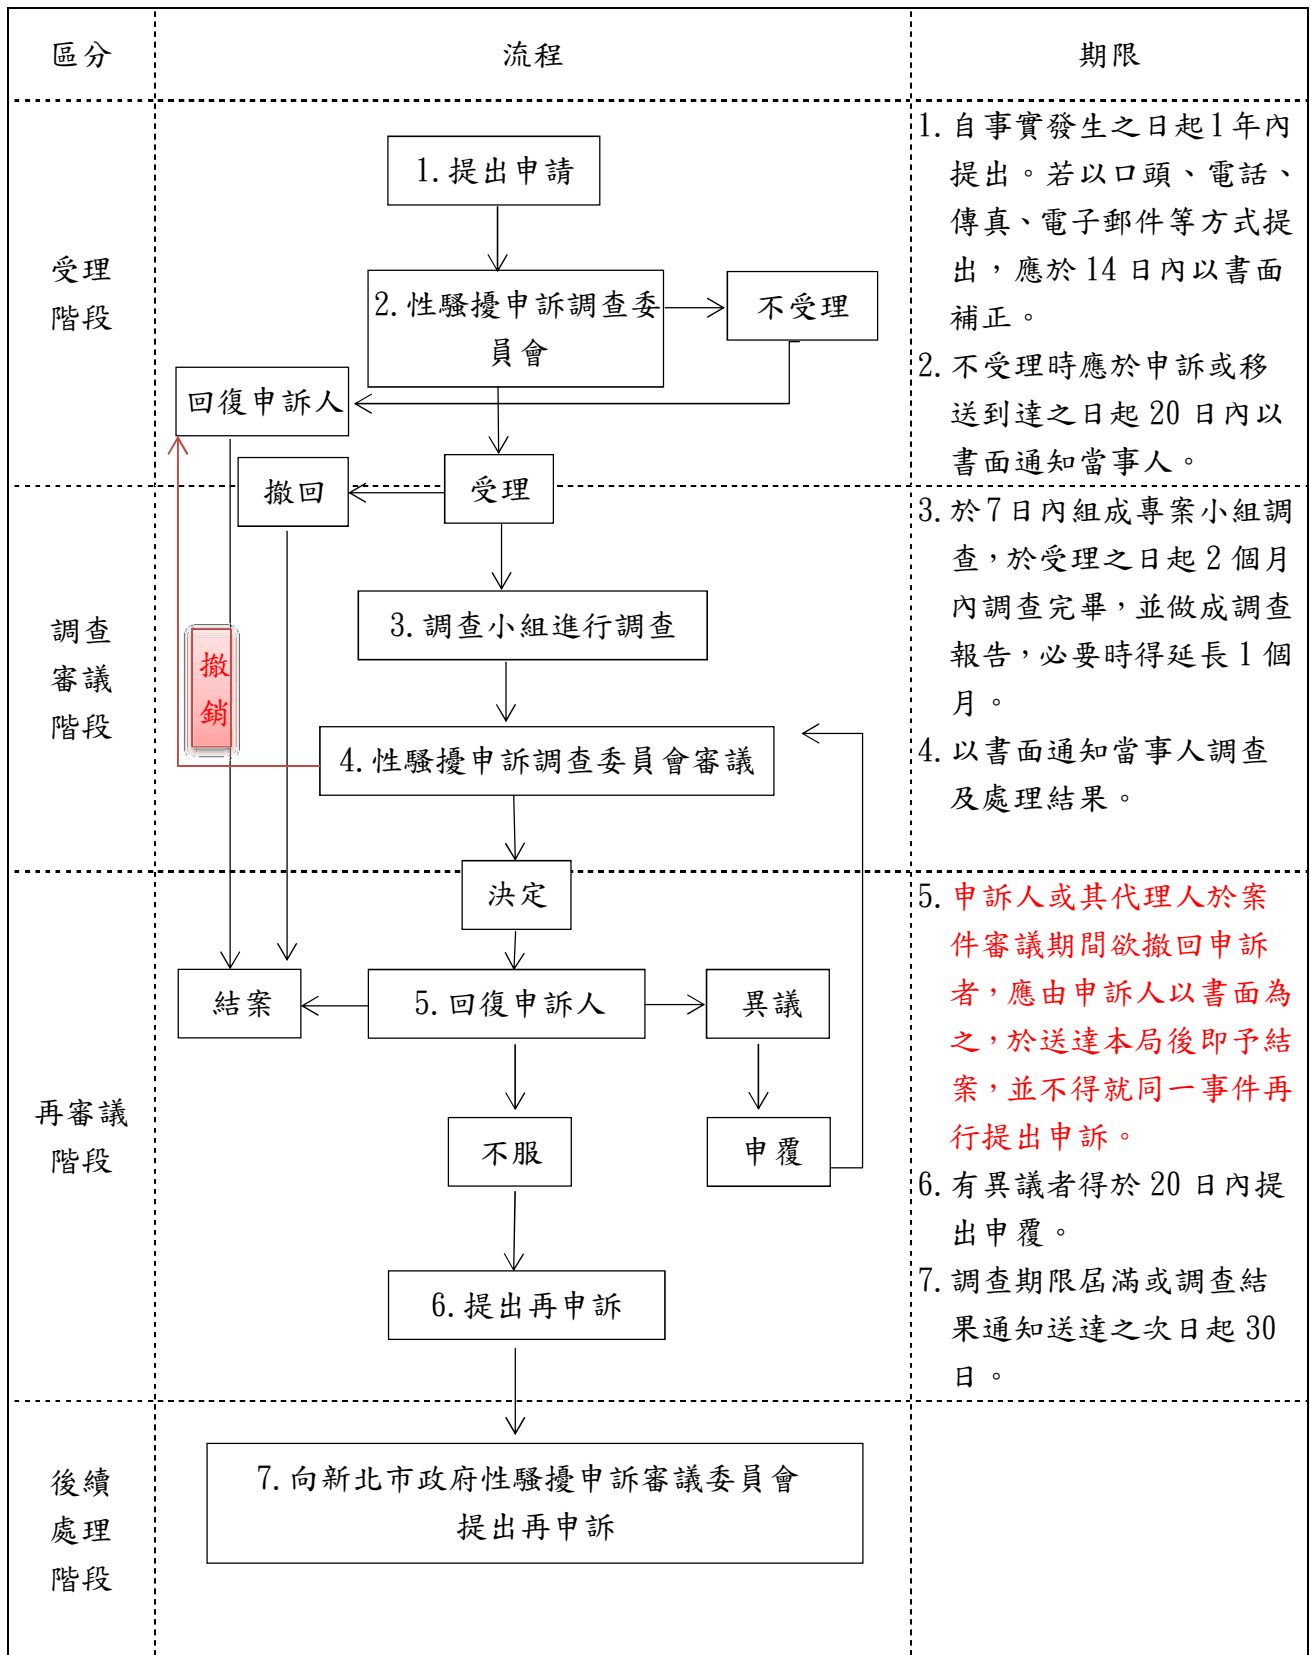 區分
流程
期限
受理
階段
1.提出申請
2.性騷擾申訴調查委
員會
不受理
回復申訴人
撤回
受理
1.自事實發生之日起1年內
提出。若以口頭、電話、
傳真、電子郵件等方式提
出，應於14日內以書面
補正。
2.不受理時應於申訴或移
送到達之日起20日內以
書面通知當事人。
調查
審議
階段
撤
銷
3.調查小組進行調查
4.性騷擾申訴調查委員會審議
決定
3.於7日內組成專案小組調
查，於受理之日起2個月
內調查完畢，並做成調查
報告，必要時得延長1個
月。
4.以書面通知當事人調查
及處理結果。
再審議
階段
結案
5.回復申訴人
異議
不服
申覆
6.提出再申訴
5.申訴人或其代理人於案
件審議期間欲撤回申訴
者，應由申訴人以書面為
之，於送達本局後即予結
案，並不得就同一事件再
行提出申訴。
6.有異議者得於20日內提
出申覆。
7.調查期限屆滿或調查結
果通知送達之次日起30
日。
後續
處理
階段
7.向新北市政府性騷擾申訴審議委員會
提出再申訴